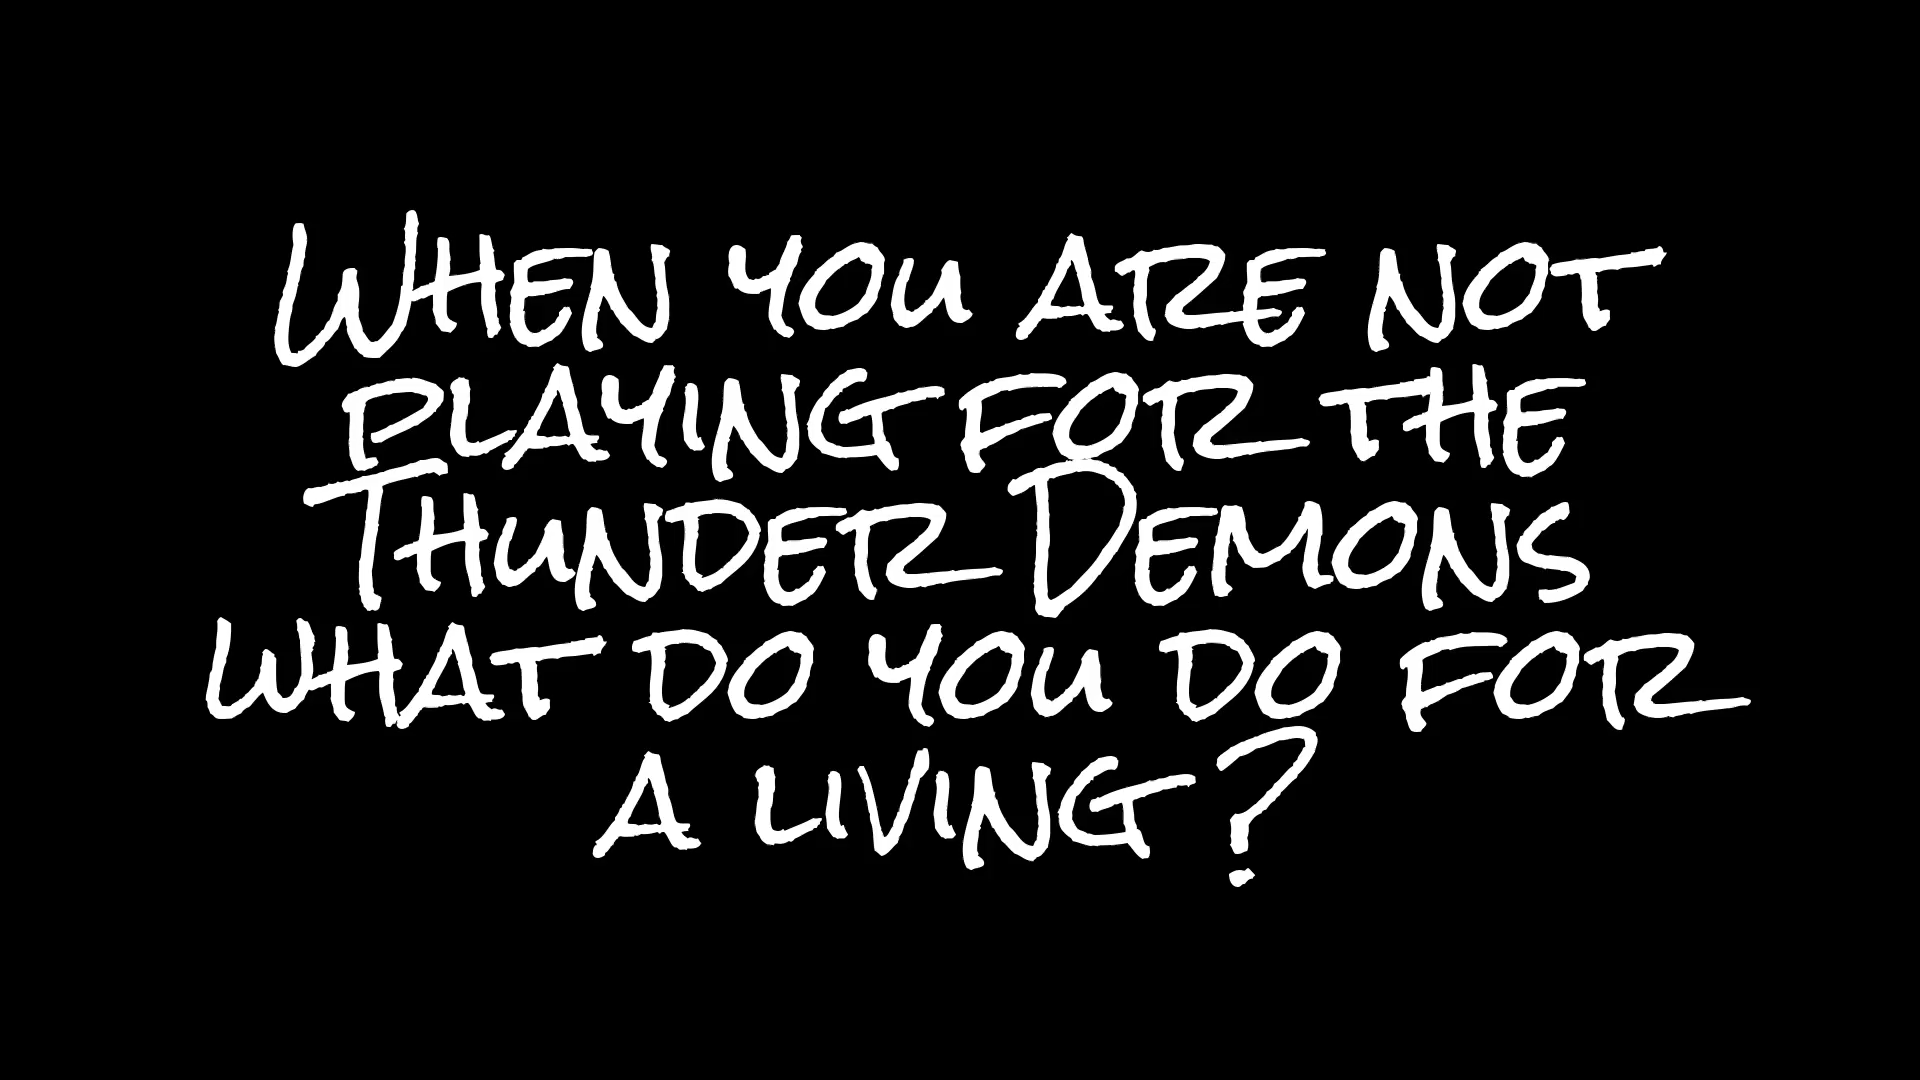 When you are not
playing for the
Thunder Demons
what do you do for
a living?